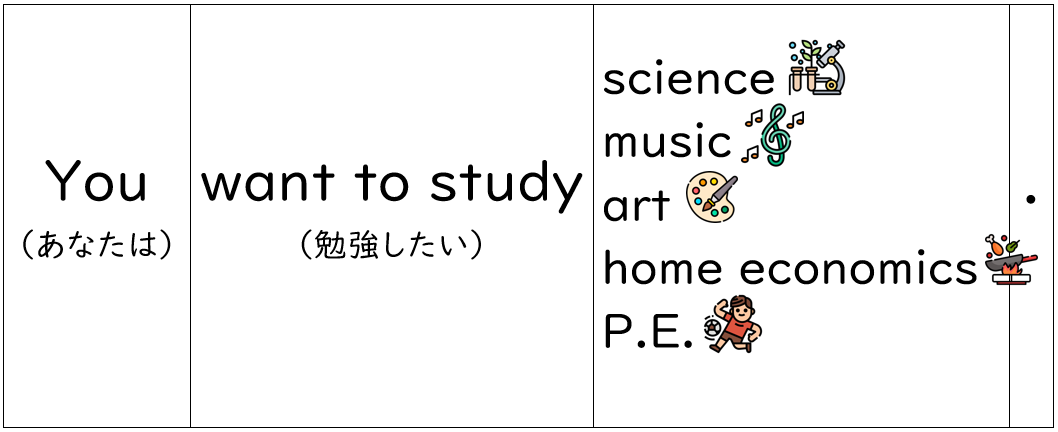 You
(あなたは)
want to study
(勉強したい)
science
music
art
home economics
P.E.
.